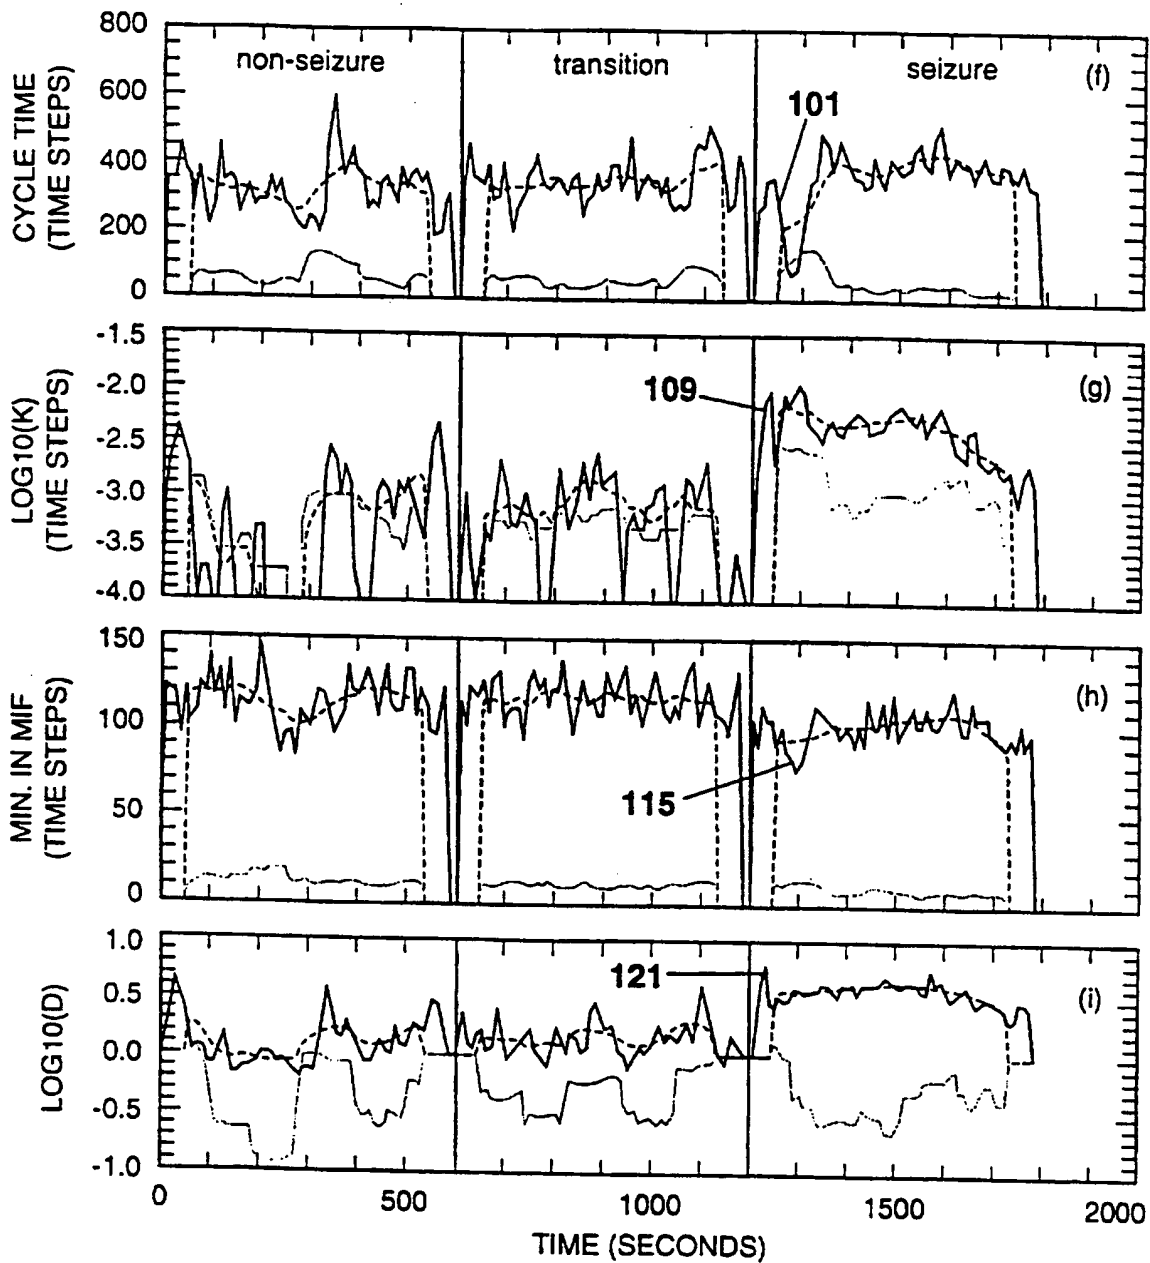 800
600
400
200
0
CYCLE TIME
(TIME STEPS)
non-seizure
transition
seizure
(f)
101
-1.5
-2.0
-2.5
-3.0
-3.5
-4.0
LOG10(K)
(TIME STEPS)
109
(g)
150
100
50
0
MIN. IN MIF
(TIME STEPS)
115
(h)
1.0
0.5
0.0
-0.5
-1.0
LOG10(D)
121
(i)
0
500
1000
1500
2000
TIME (SECONDS)